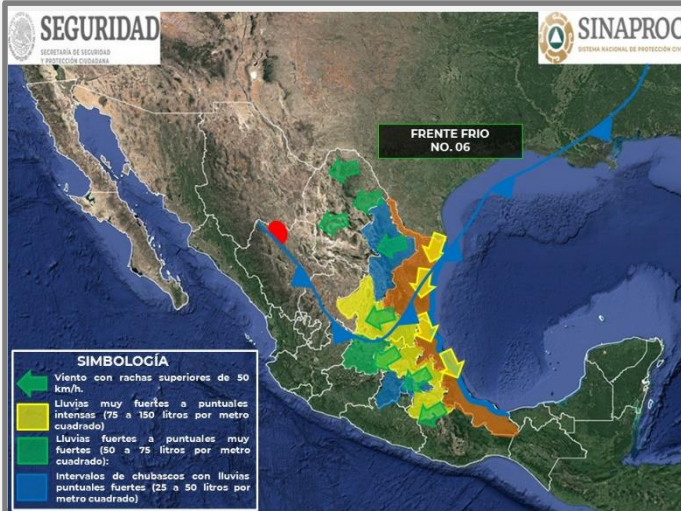 SEGURIDAD
SECRETARÍA DE SEGURIDAD
Y PROTECCIÓN CIUDADANA
SINAPROC
SISTEMA NACIONAL DE PROTECCIÓN CIV
FRENTE FRIO
NO. 06
SIMBOLOGÍA
Viento con rachas superiores de 50
km/h.
Lluvias muy fuertes a puntuales
intensas (75 a 150 litros por metro
cuadrado)
Lluvias fuertes a puntuales muy
fuertes (50 a 75 litros por metro
cuadrado):
Intervalos de chubascos con lluvias
puntuales fuertes (25 a 50 litros por
metro cuadrado)